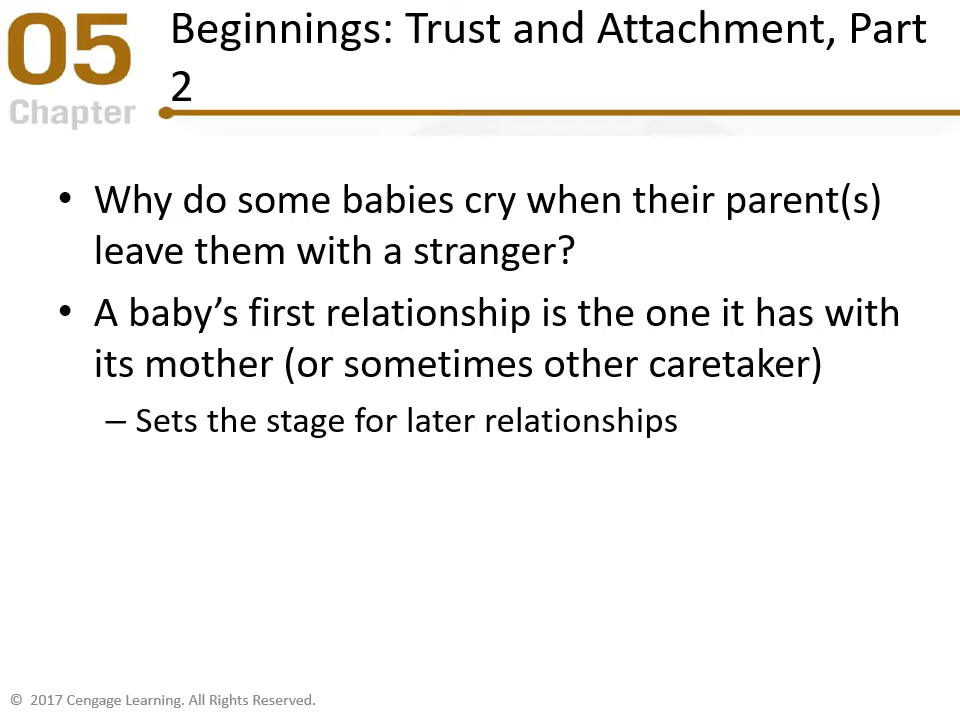 05
Chapter
Beginnings: Trust and Attachment, Part
2
• Why do some babies cry when their parent(s)
leave them with a stranger?
• A baby’s first relationship is the one it has with
its mother (or sometimes other caretaker)
– Sets the stage for later relationships
© 2017 Cengage Learning. All Rights Reserved.